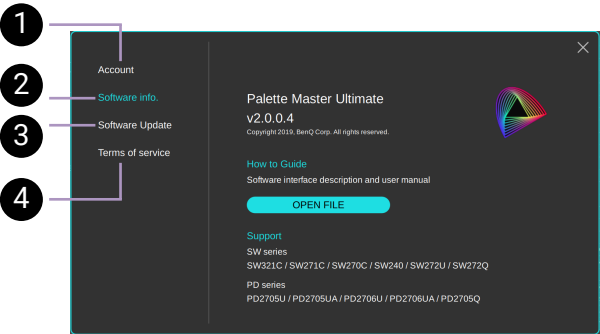 1
Account
2
Software info.
3
Software Update
4
Terms of service
Palette Master Ultimate
v2.0.0.4
Copyright 2019, BenQ Corp. All rights reserved.
How to Guide
Software interface description and user manual
OPEN FILE
Support
SW series
SW321C / SW271C / SW270C / SW240 / SW272U / SW272Q
PD series
PD2705U / PD2705UA / PD2706U / PD2706UA / PD2705Q